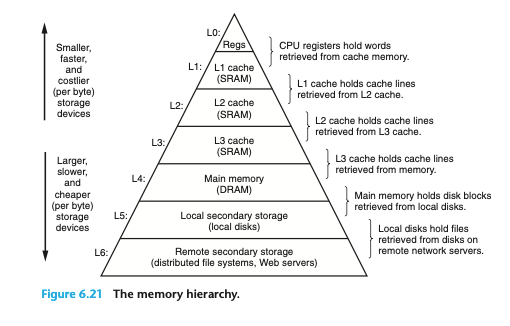 L0:
Regs
CPU registers hold words
retrieved from cache memory.
Smaller,
faster,
and
costlier
(per byte)
storage
devices
L1:
L1 cache
(SRAM)
L1 cache holds cache lines
retrieved from L2 cache.
L2:
L2 cache
(SRAM)
L2 cache holds cache lines
retrieved from L3 cache.
L3:
L3 cache
(SRAM)
L3 cache holds cache lines
retrieved from memory.
Larger,
slower,
and
cheaper
(per byte)
storage
devices
L4:
Main memory
(DRAM)
Main memory holds disk blocks
retrieved from local disks.
L5:
Local secondary storage
(local disks)
Local disks hold files
retrieved from disks on
remote network servers.
L6:
Remote secondary storage
(distributed file systems, Web servers)
Figure 6.21 The memory hierarchy.